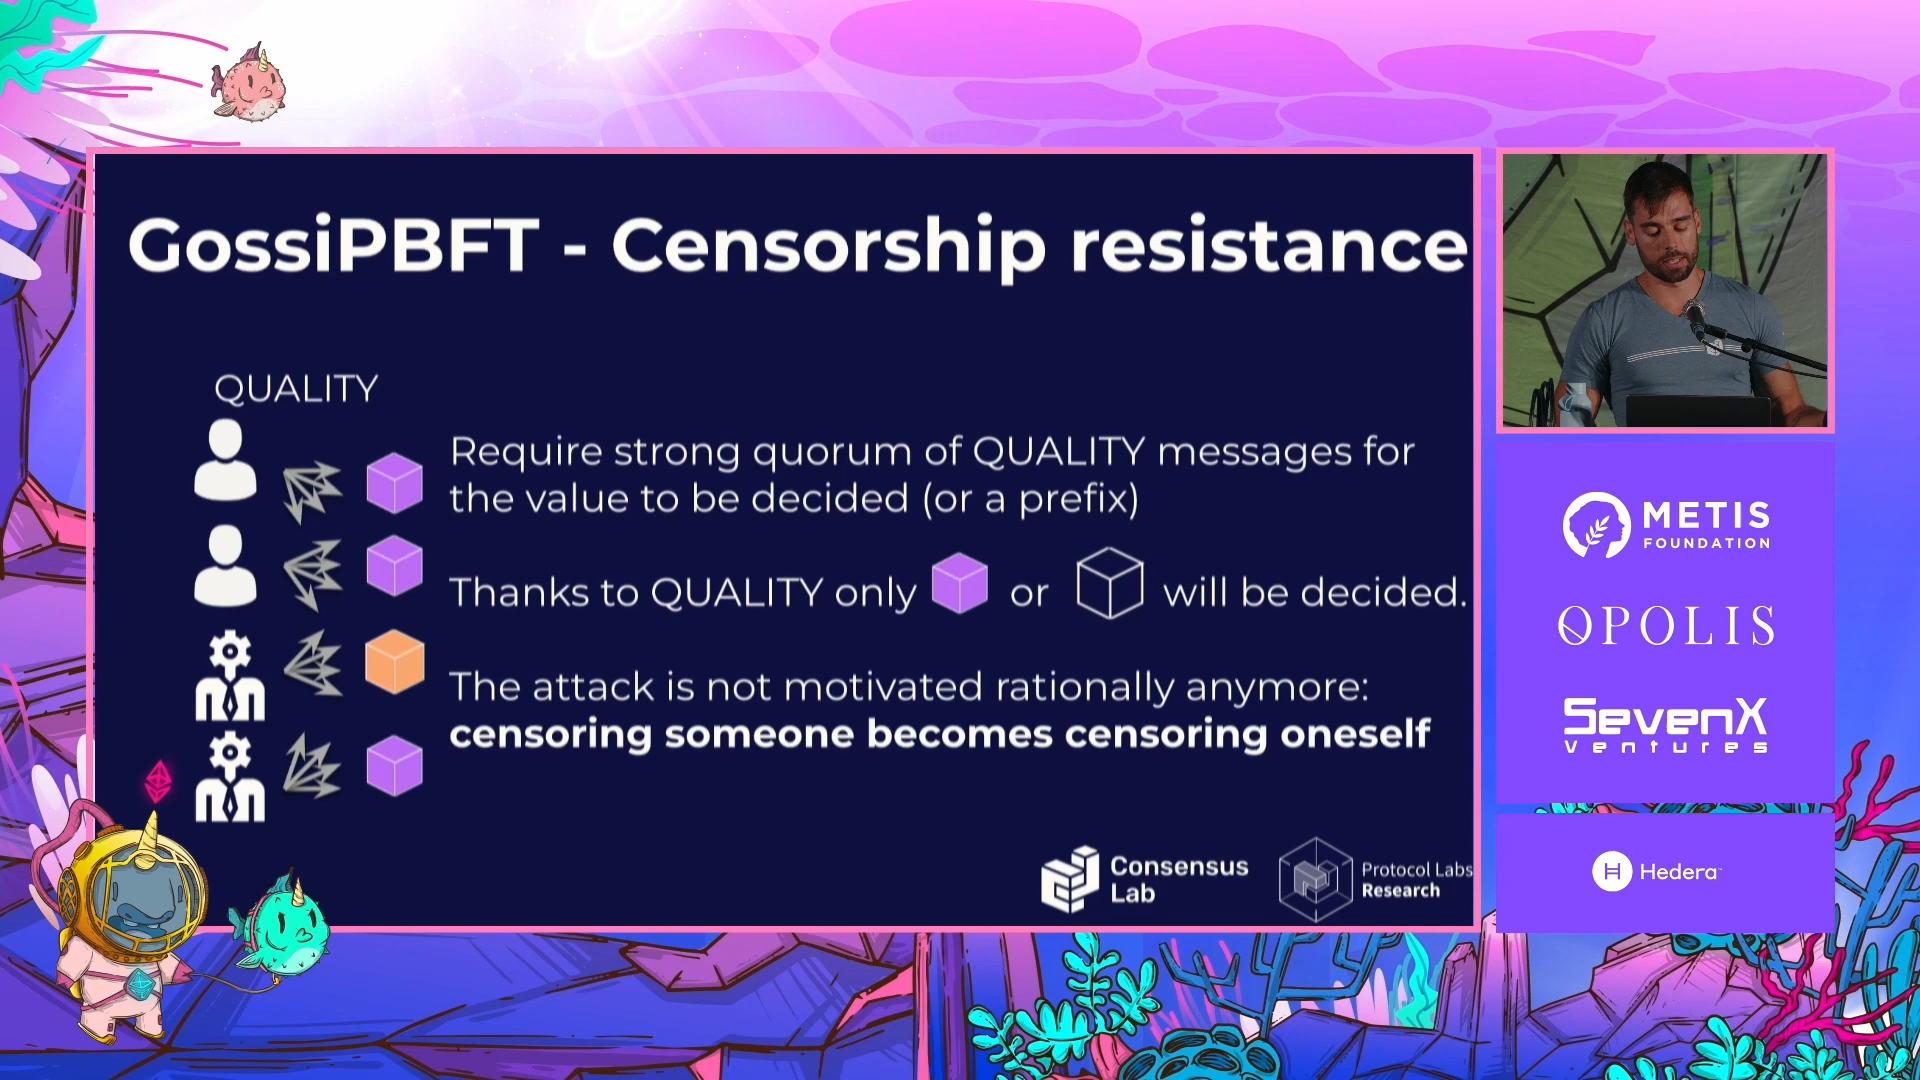 GossiPBFT - Censorship resistance
QUALITY
Require strong quorum of QUALITY messages for
the value to be decided (or a prefix)
Thanks to QUALITY only or will be decided.
The attack is not motivated rationally anymore:
censoring someone becomes censoring oneself
Consensus
Lab
Protocol Labs
Research
METIS
FOUNDATION
OPOLIS
SevenX
Ventures
Hedera